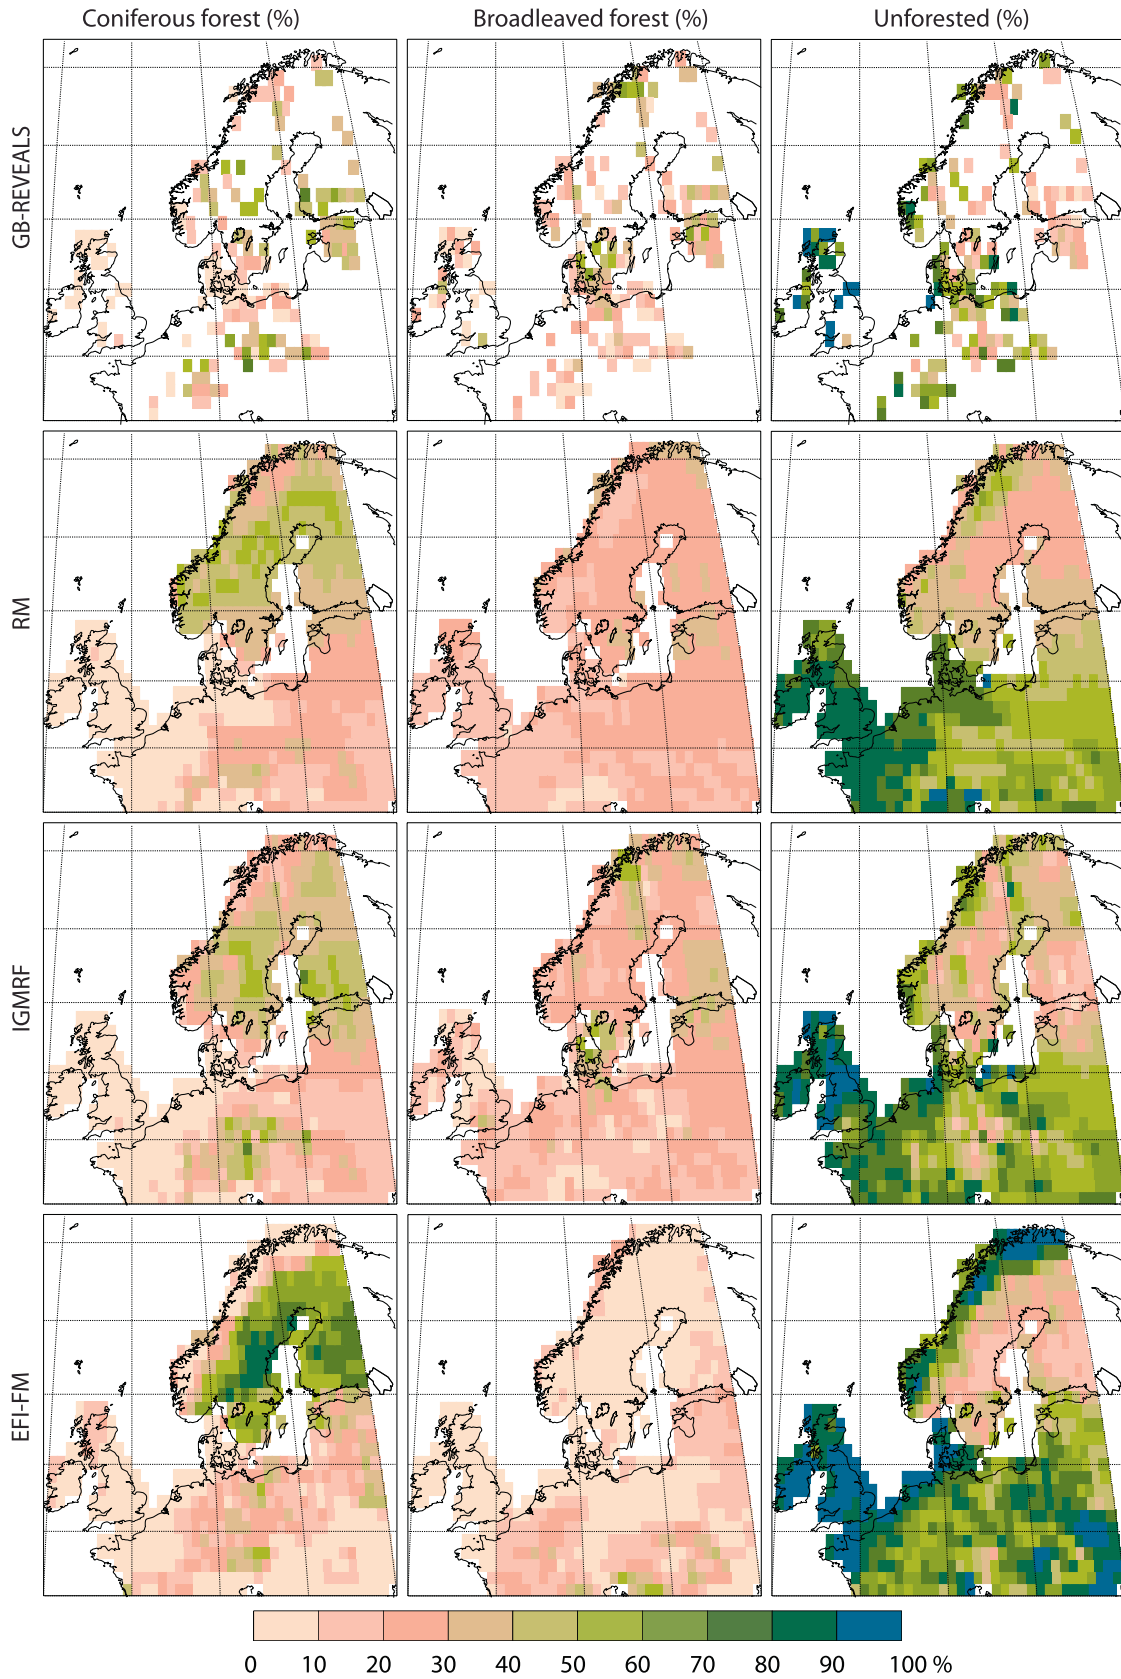 Coniferous forest (%) Broadleaved forest (%) Unforested (%)
GB-REVEALS
RM
IGMRF
EFI-FM
0 10 20 30 40 50 60 70 80 90 100 %